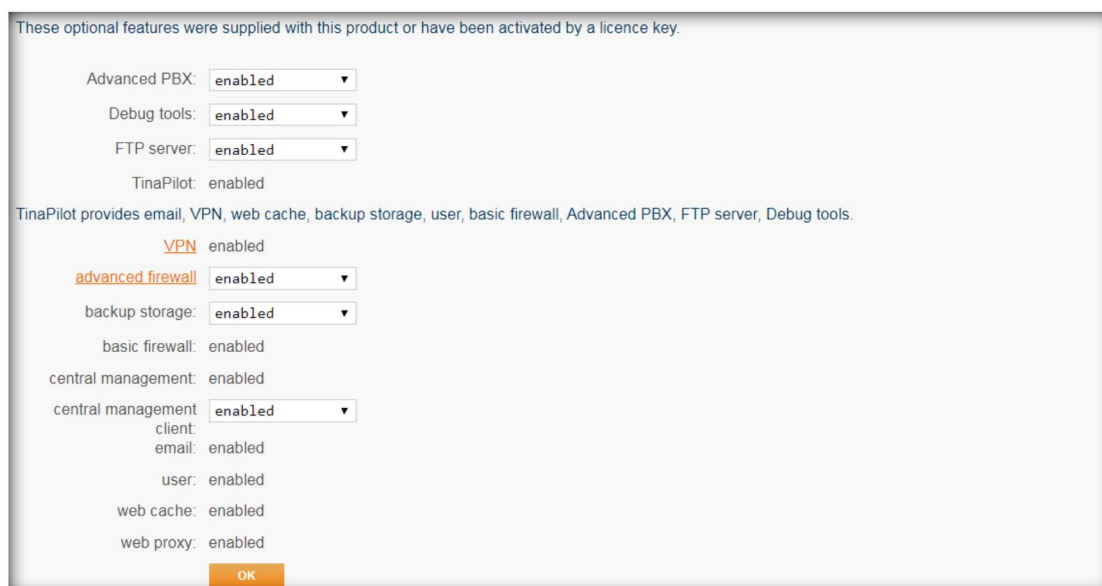 These optional features were supplied with this product or have been activated by a licence key.
Advanced PBX: enabled
Debug tools: enabled
FTP server: enabled
TinaPilot: enabled
TinaPilot provides email, VPN, web cache, backup storage, user, basic firewall, Advanced PBX, FTP server, Debug tools.
VPN enabled
advanced firewall enabled
backup storage: enabled
basic firewall: enabled
central management: enabled
central management enabled
client:
email: enabled
user: enabled
web cache: enabled
web proxy: enabled
OK